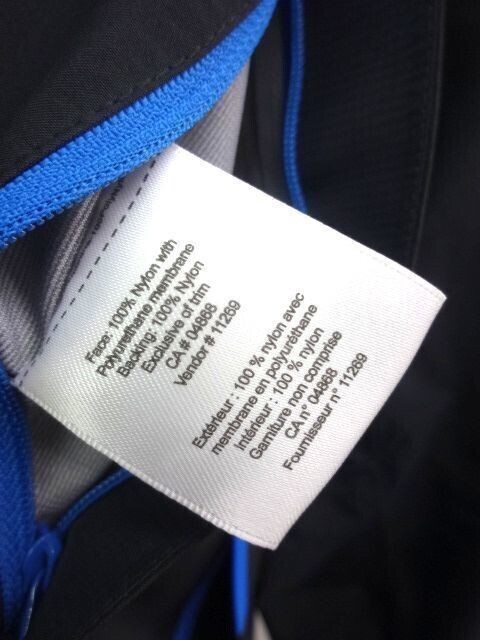 Face: 100% Nylon with
Polyurethane membrane
Backing: 100% Nylon
Exclusive of trim
CA # 04868
Vendor # 11269
Extérieur : 100 % nylon avec
membrane en polyuréthane
Intérieur : 100 % nylon
Garniture non comprise
CA n° 04868
Fournisseur n° 11269